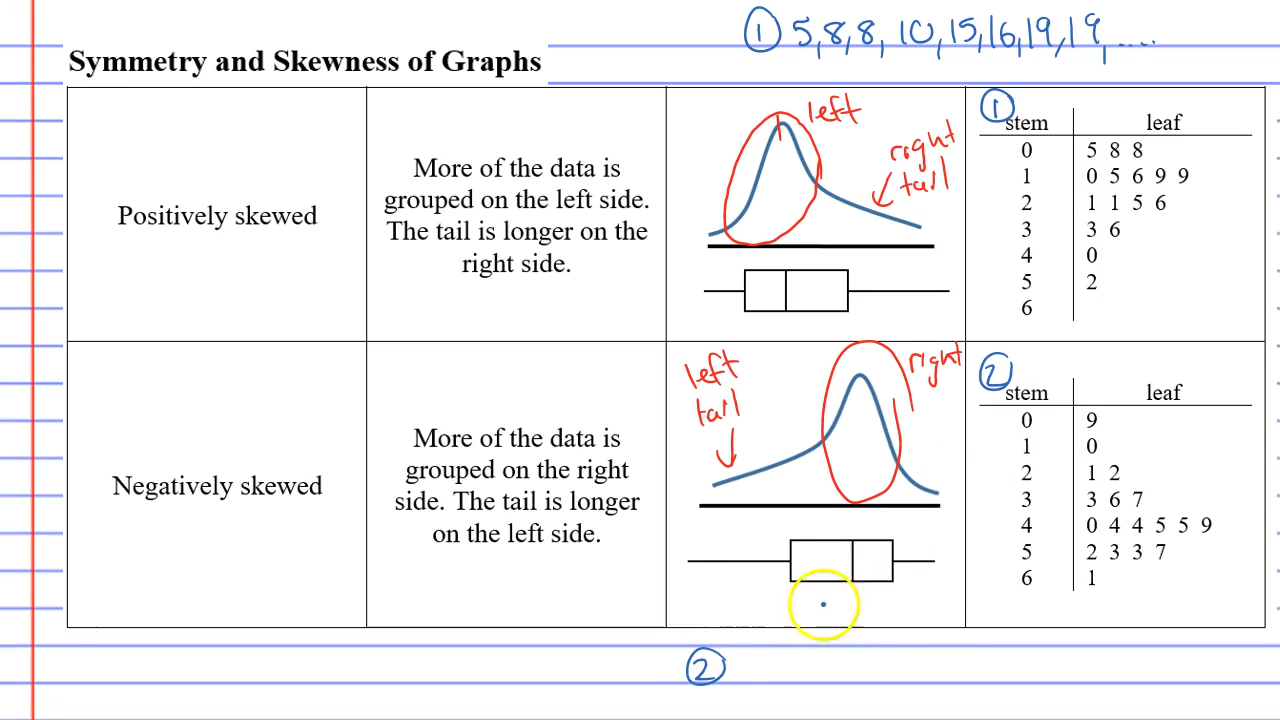 ① 5, 8, 8, 10, 15, 16, 19, 19, ....
Symmetry and Skewness of Graphs
Positively skewed
More of the data is
grouped on the left side.
The tail is longer on the
right side.
left
right
tail
①
stem leaf
0 5 8 8
1 0 5 6 9 9
2 1 1 5 6
3 3 6
4 0
5 2
6
Negatively skewed
More of the data is
grouped on the right
side. The tail is longer
on the left side.
left
tail
right
②
stem leaf
0 9
1 0
2 1 2
3 3 6 7
4 0 4 4 5 5 9
5 2 3 3 7
6 1
②